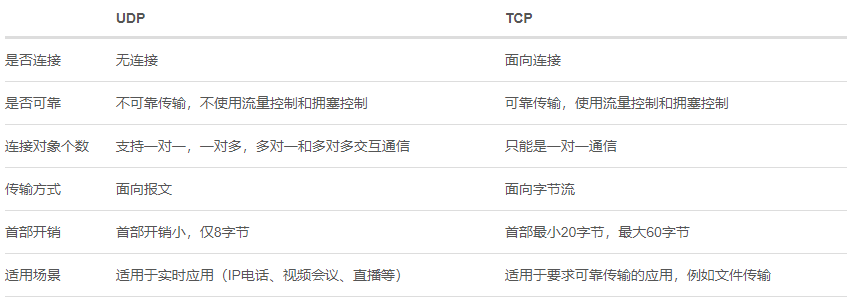 UDP TCP
是否连接 无连接 面向连接
是否可靠 不可靠传输，不使用流量控制和拥塞控制 可靠传输，使用流量控制和拥塞控制
连接对象个数 支持一对一，一对多，多对一和多对多交互通信 只能是一对一通信
传输方式 面向报文 面向字节流
首部开销 首部开销小，仅8字节 首部最小20字节，最大60字节
适用场景 适用于实时应用（IP电话、视频会议、直播等） 适用于要求可靠传输的应用，例如文件传输